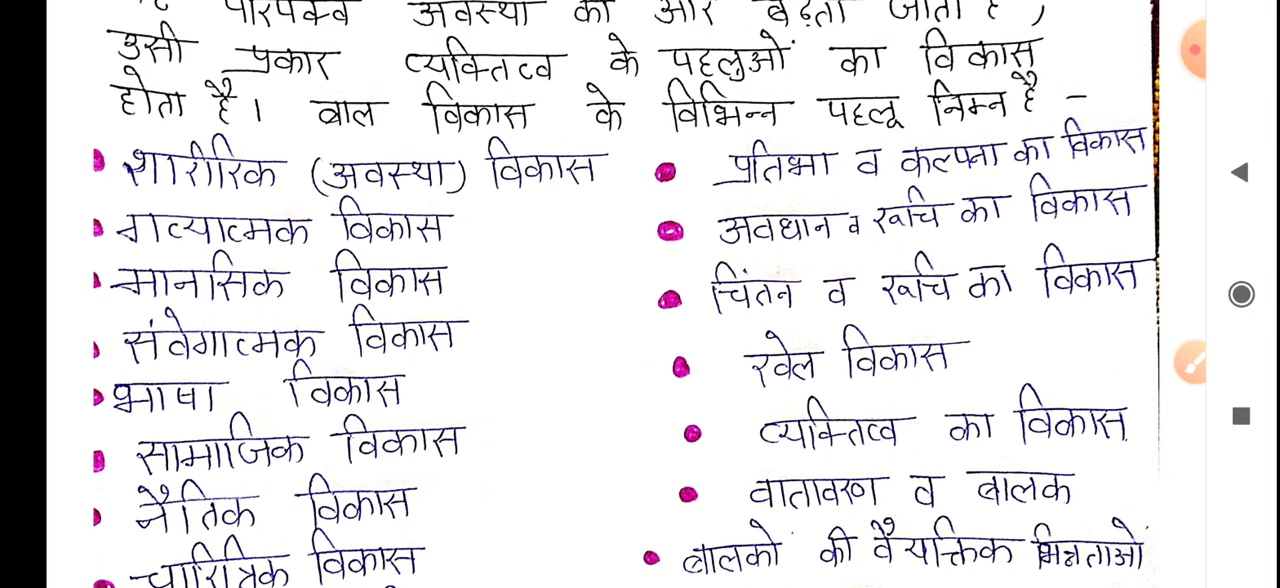 परिपक्व अवस्था की ओर बढ़ता जाता है,
उसी प्रकार व्यक्तित्व के पहलुओं का विकास
होता है। बाल विकास के विभिन्न पहलू निम्न है -
शारीरिक (अवस्था) विकास
गत्यात्मक विकास
मानसिक विकास
संवेगात्मक विकास
भाषा विकास
सामाजिक विकास
नैतिक विकास
चारित्रिक विकास
प्रतिभा व कल्पना का विकास
अवधान व रूचि का विकास
चिंतन व रूचि का विकास
खेल विकास
व्यक्तित्व का विकास
वातावरण व बालक
बालको की वैयक्तिक भिन्नताओं